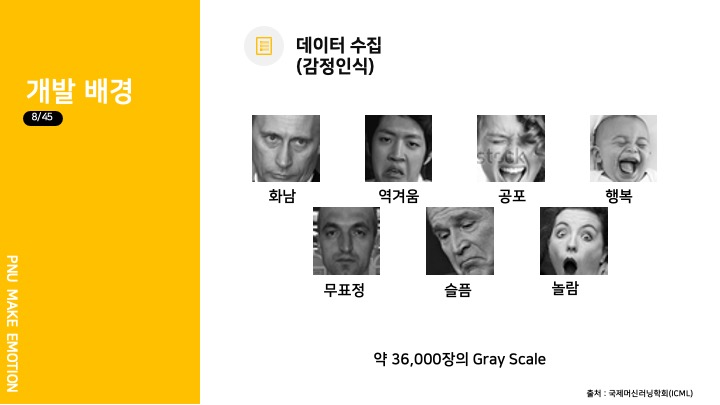 개발 배경
8/45
PNU MAKE EMOTION
데이터 수집
(감정인식)
stock
화남
역겨움
공포
행복
무표정
슬픔
놀람
약 36,000장의 Gray Scale
출처 : 국제머신러닝학회(ICML)